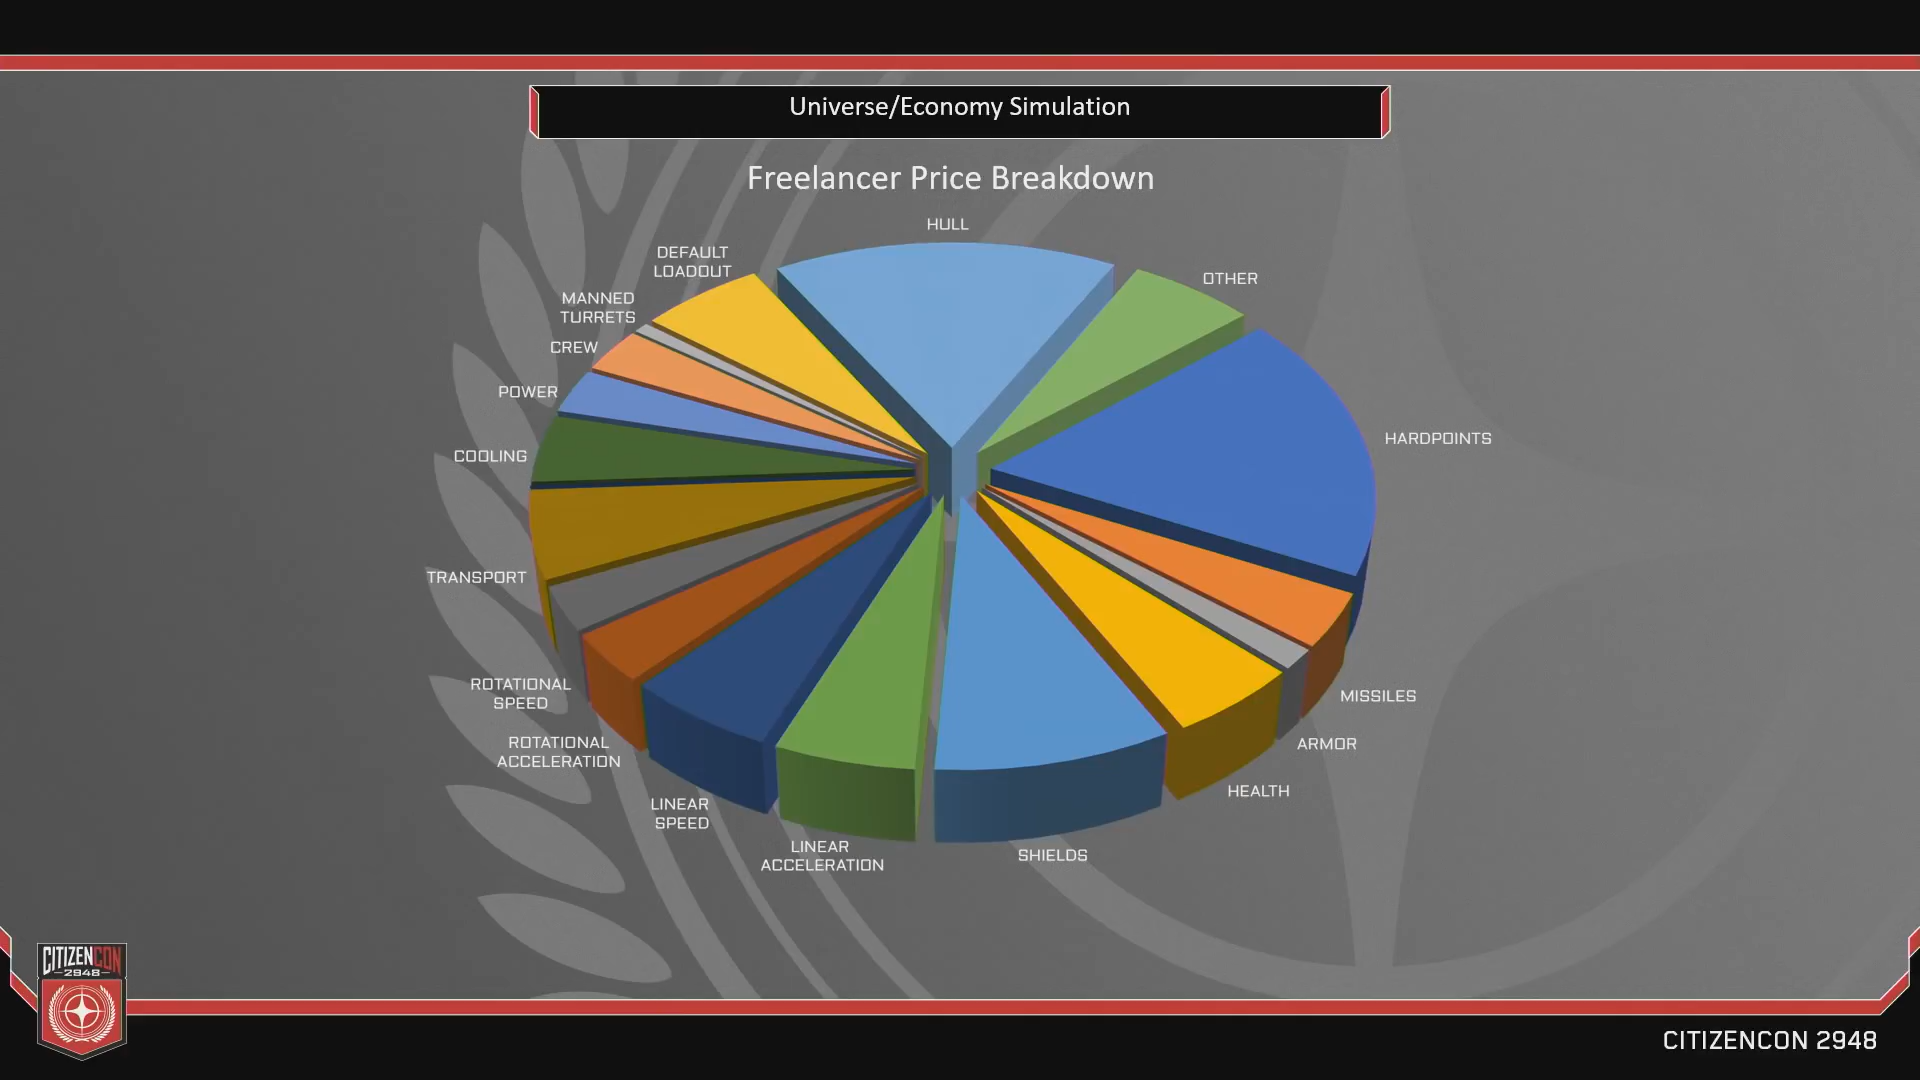 Universe/Economy Simulation
Freelancer Price Breakdown
HULL
OTHER
HARDPOINTS
MISSILES
ARMOR
HEALTH
SHIELDS
LINEAR
ACCELERATION
LINEAR
SPEED
ROTATIONAL
ACCELERATION
ROTATIONAL
SPEED
TRANSPORT
COOLING
POWER
CREW
MANNED
TURRETS
DEFAULT
LOADOUT
CITIZENCON
2948
CITIZENCON 2948